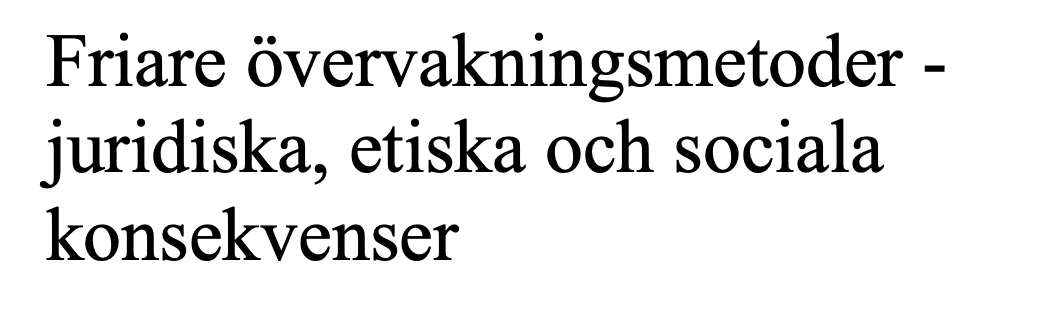 Friare övervakningsmetoder -
juridiska, etiska och sociala
konsekvenser